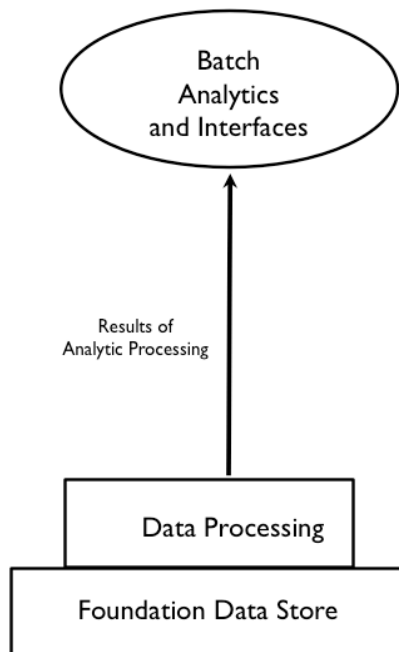 Batch
Analytics
and Interfaces
Results of
Analytic Processing
Data Processing
Foundation Data Store